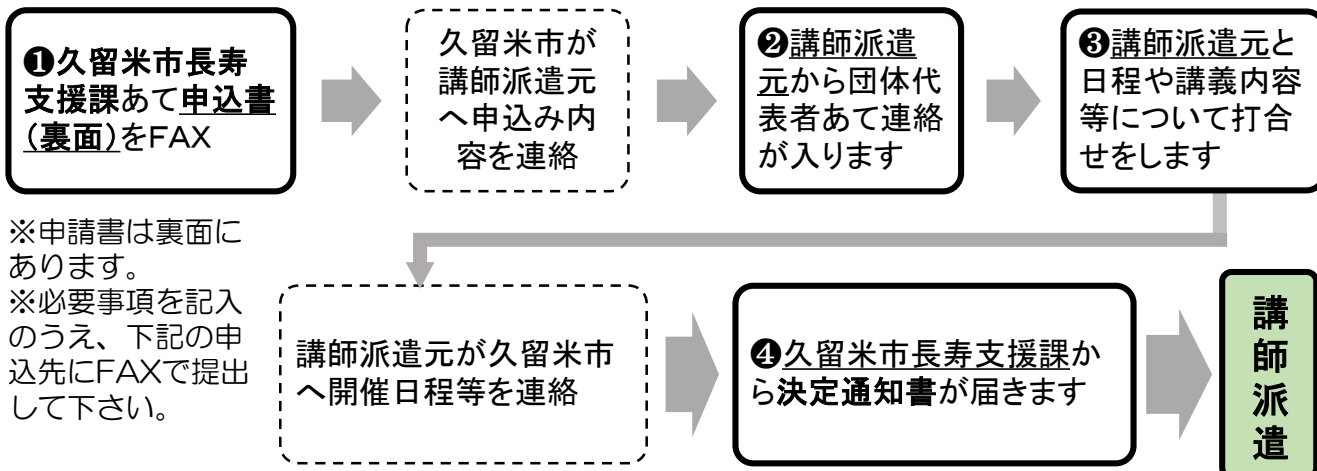 ❶久留米市長寿
支援課あて申込書
(裏面)をFAX
久留米市が
講師派遣元
へ申込み内
容を連絡
❷講師派遣
元から団体代
表者あて連絡
が入ります
❸講師派遣元と
日程や講義内容
等について打合
せをします
※申請書は裏面に
あります。
※必要事項を記入
のうえ、下記の申
込先にFAXで提出
して下さい。
講師派遣元が久留米市
へ開催日程等を連絡
❹久留米市長寿支援課か
ら決定通知書が届きます
講師派遣